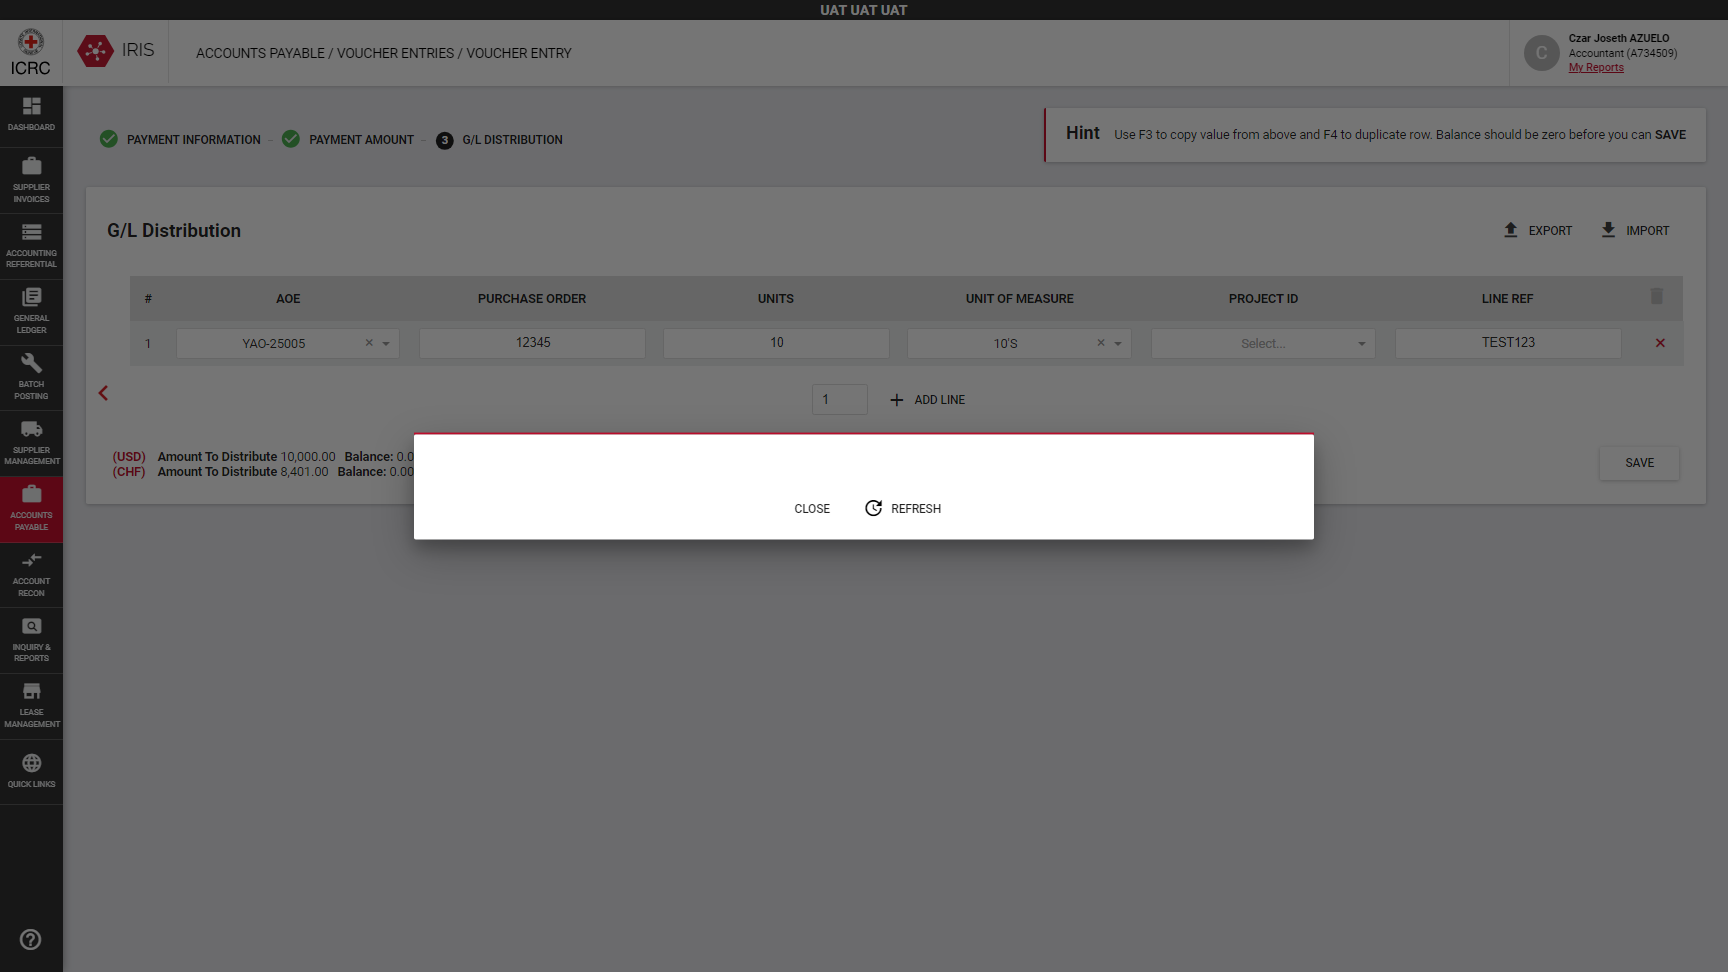 UAT UAT UAT
ICRC
IRIS
ACCOUNTS PAYABLE / VOUCHER ENTRIES / VOUCHER ENTRY
C
Czar Joseth AZUELO
Accountant (A734509)
My Reports
DASHBOARD
SUPPLIER
INVOICES
ACCOUNTING
REFERENTIAL
GENERAL
LEDGER
BATCH
POSTING
SUPPLIER
MANAGEMENT
ACCOUNTS
PAYABLE
ACCOUNT
RECON
INQUIRY &
REPORTS
LEASE
MANAGEMENT
QUICK LINKS
PAYMENT INFORMATION – PAYMENT AMOUNT – 3 G/L DISTRIBUTION
Hint Use F3 to copy value from above and F4 to duplicate row. Balance should be zero before you can SAVE
G/L Distribution
EXPORT IMPORT
# AOE PURCHASE ORDER UNITS UNIT OF MEASURE PROJECT ID LINE REF
1 YAO-25005 12345 10 10'S Select... TEST123
1 ADD LINE
(USD) Amount To Distribute 10,000.00 Balance: 0.0
(CHF) Amount To Distribute 8,401.00 Balance: 0.00
SAVE
CLOSE REFRESH